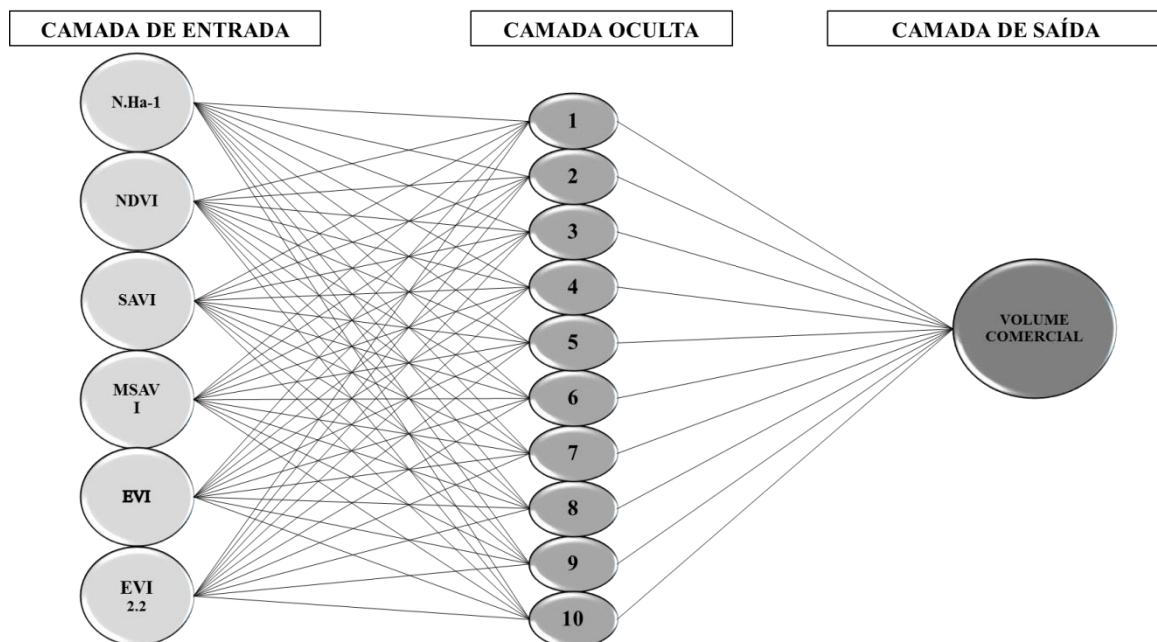 CAMADA DE ENTRADA
CAMADA OCULTA
CAMADA DE SAÍDA
N.Ha-1
NDVI
SAVI
MSAV
I
EVI
EVI
2.2
1
2
3
4
5
6
7
8
9
10
VOLUME
COMERCIAL